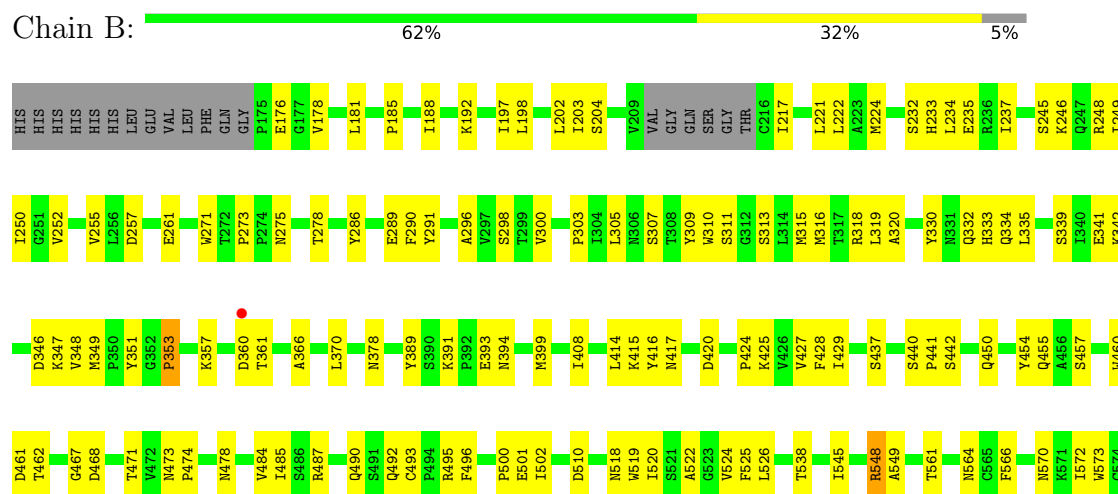 Chain B:
62% 32% 5%
HIS HIS HIS HIS HIS HIS LEU GLU VAL LEU PHE GLN GLY P175 E176 G177 V178 L181 P185 I188 K192 I197 L198 L202 I203 S204 V209 VAL GLY GLN SER GLY THR C216 I217 L221 L222 A223 M224 S232 H233 L234 E235 R236 I237 S245 K246 Q247 R248
I250 G251 V252 V255 L256 D257 E261 W271 T272 P273 P274 N275 T278 Y286 E289 F290 Y291 A296 V297 S298 T299 V300 P303 I304 L305 N306 S307 T308 Y309 W310 S311 G312 S313 L314 M315 M316 T317 R318 L319 A320 Y330 N331 Q332 H333 Q334 L335 S339 I340 E341
D346 K347 V348 M349 P350 Y351 G352 P353 K357 D360 T361 A366 L370 N378 Y389 S390 K391 P392 E393 N394 M399 I408 L414 K415 Y416 N417 D420 P424 K425 V426 V427 F428 I429 S437 S440 P441 S442 Q450 Y454 Q455 A456 S457
D461 T462 G467 D468 T471 V472 N473 P474 N478 V484 I485 S486 R487 Q490 S491 Q492 C493 P494 R495 F496 P500 E501 I502 D510 N518 W519 I520 S521 A522 G523 V524 F525 L526 T538 I545 R548 A549 T561 N564 C565 F566 N570 K571 I572 W573